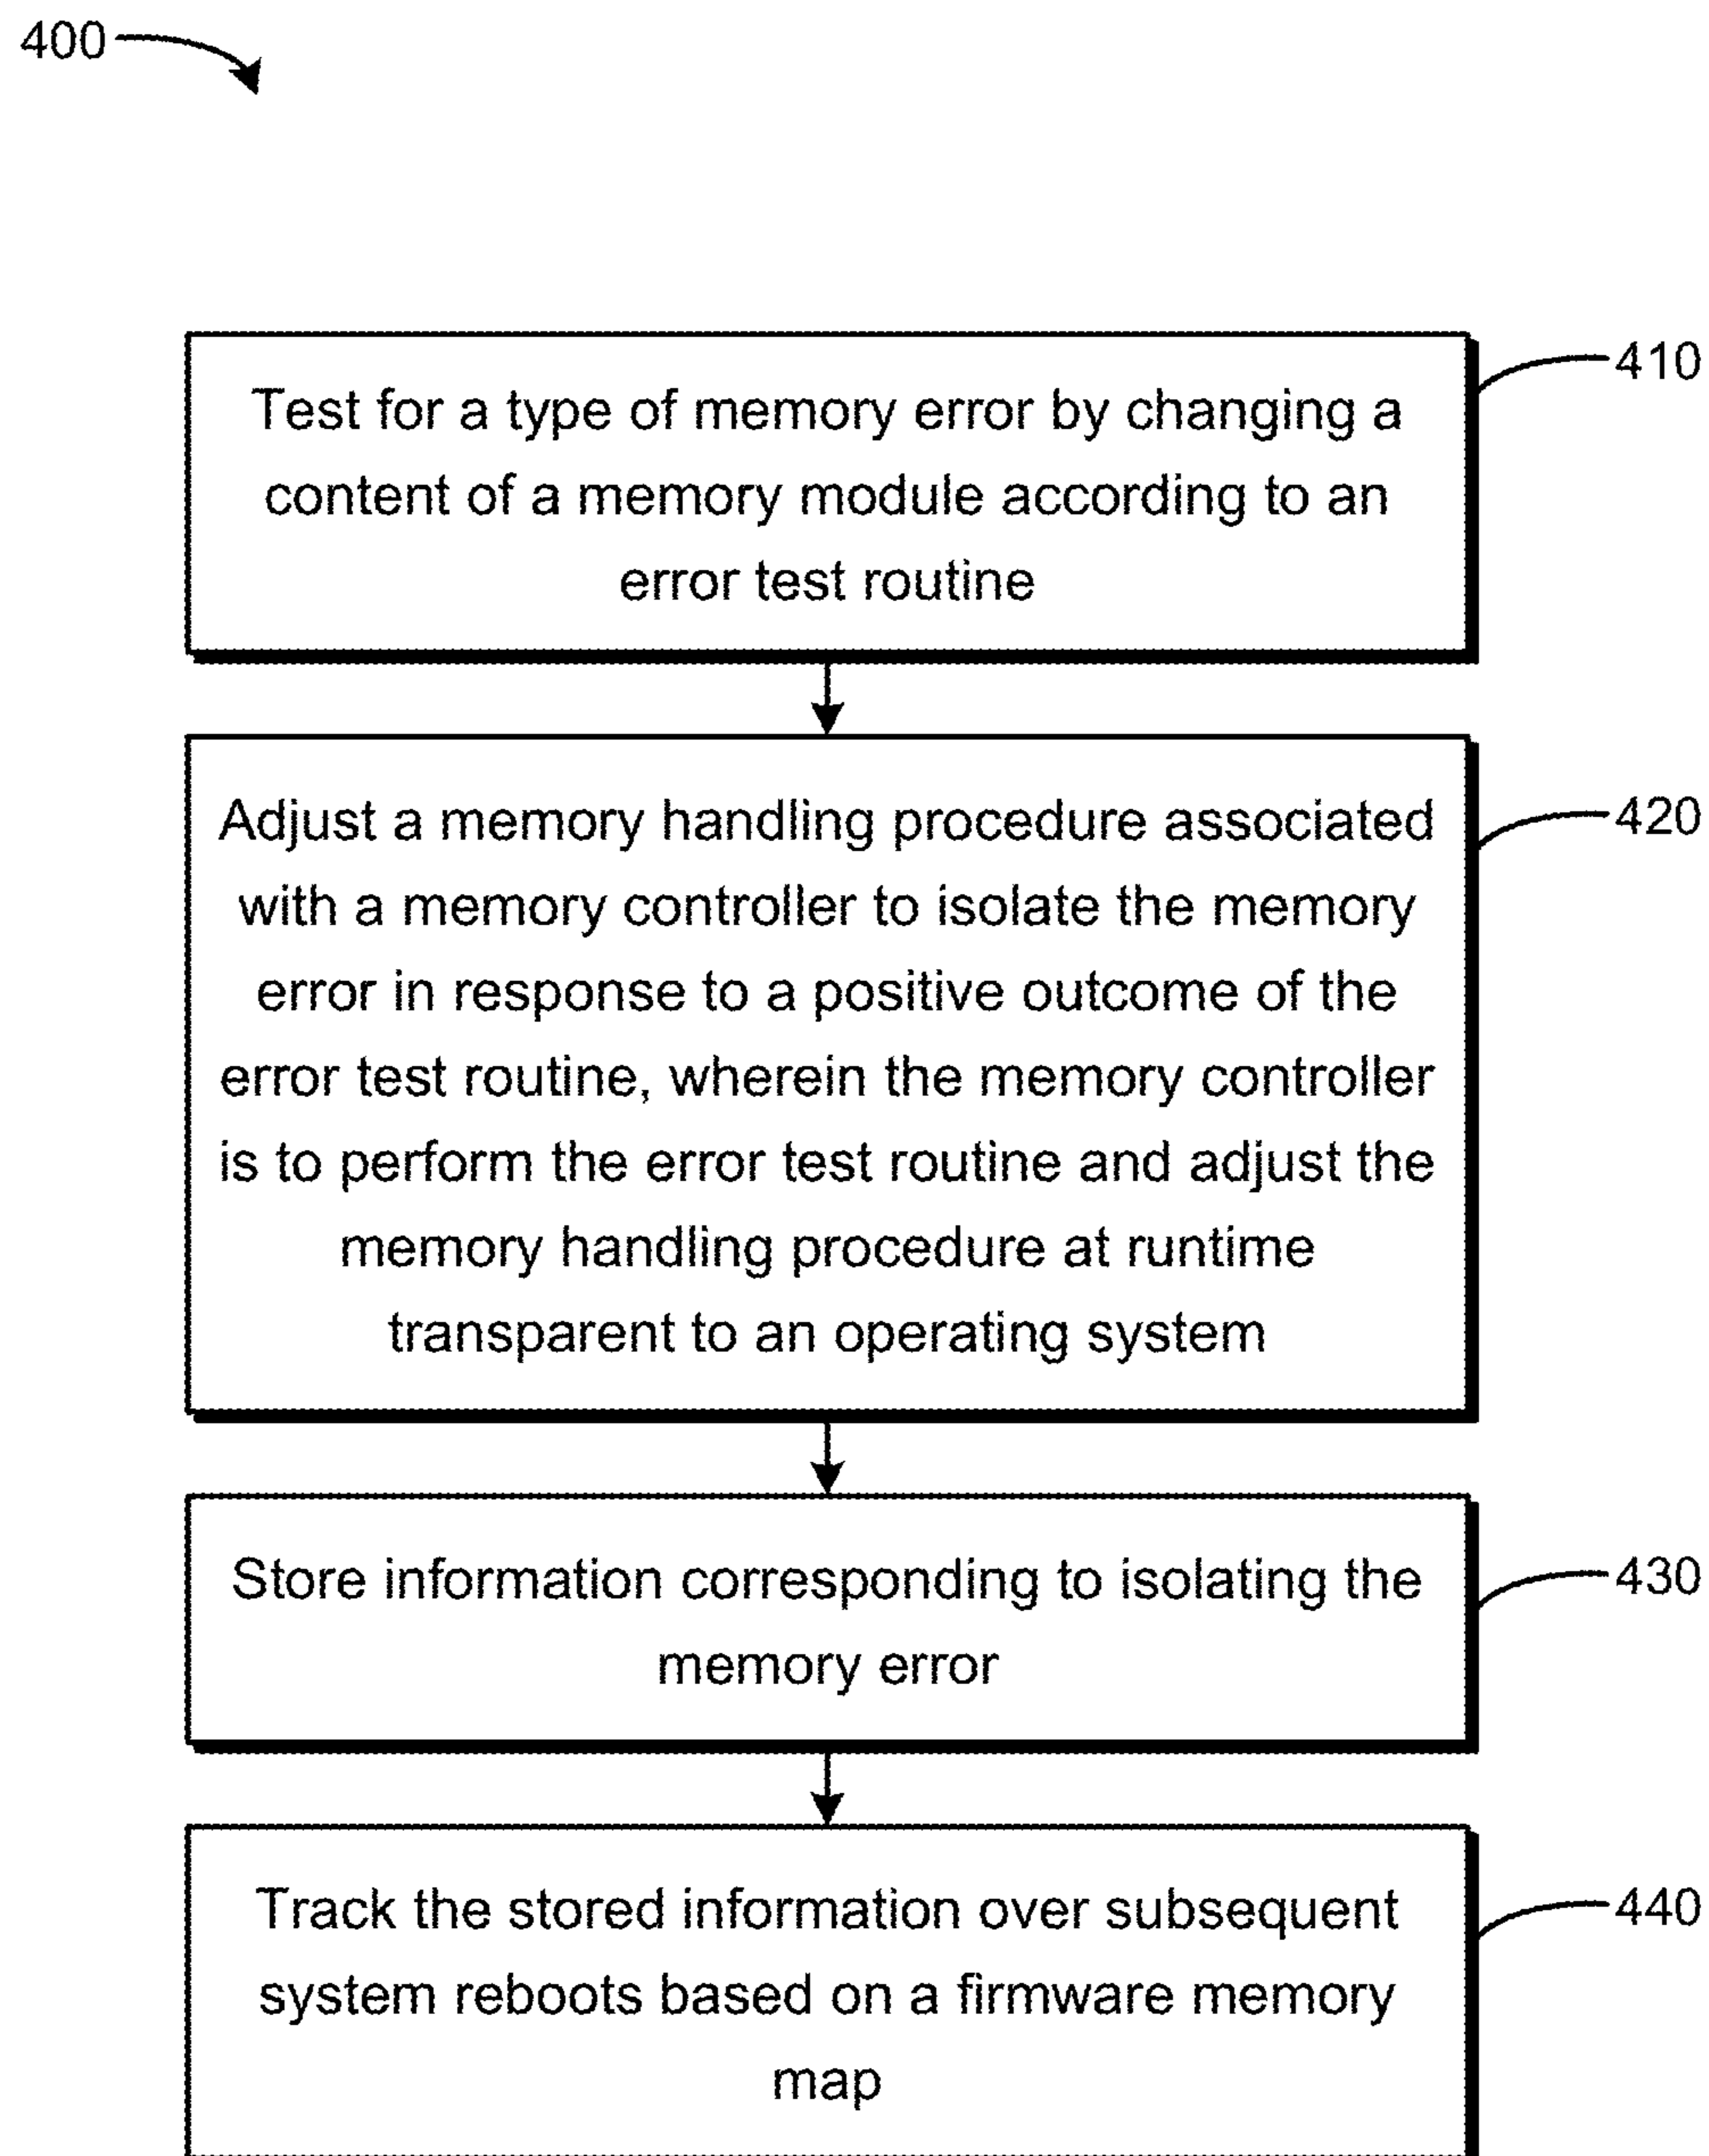 400
410
Test for a type of memory error by changing a
content of a memory module according to an
error test routine
420
Adjust a memory handling procedure associated
with a memory controller to isolate the memory
error in response to a positive outcome of the
error test routine, wherein the memory controller
is to perform the error test routine and adjust the
memory handling procedure at runtime
transparent to an operating system
430
Store information corresponding to isolating the
memory error
440
Track the stored information over subsequent
system reboots based on a firmware memory
map